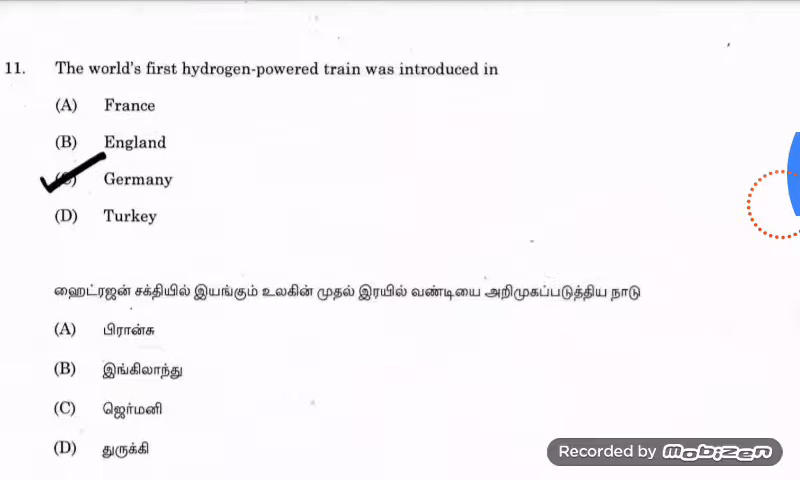 11. The world's first hydrogen-powered train was introduced in
(A) France
(B) England
(C) Germany
(D) Turkey
ஹைட்ரஜன் சக்தியில் இயங்கும் உலகின் முதல் இரயில் வண்டியை அறிமுகப்படுத்திய நாடு
(A) பிரான்சு
(B) இங்கிலாந்து
(C) ஜெர்மனி
(D) துருக்கி
Recorded by mobizen